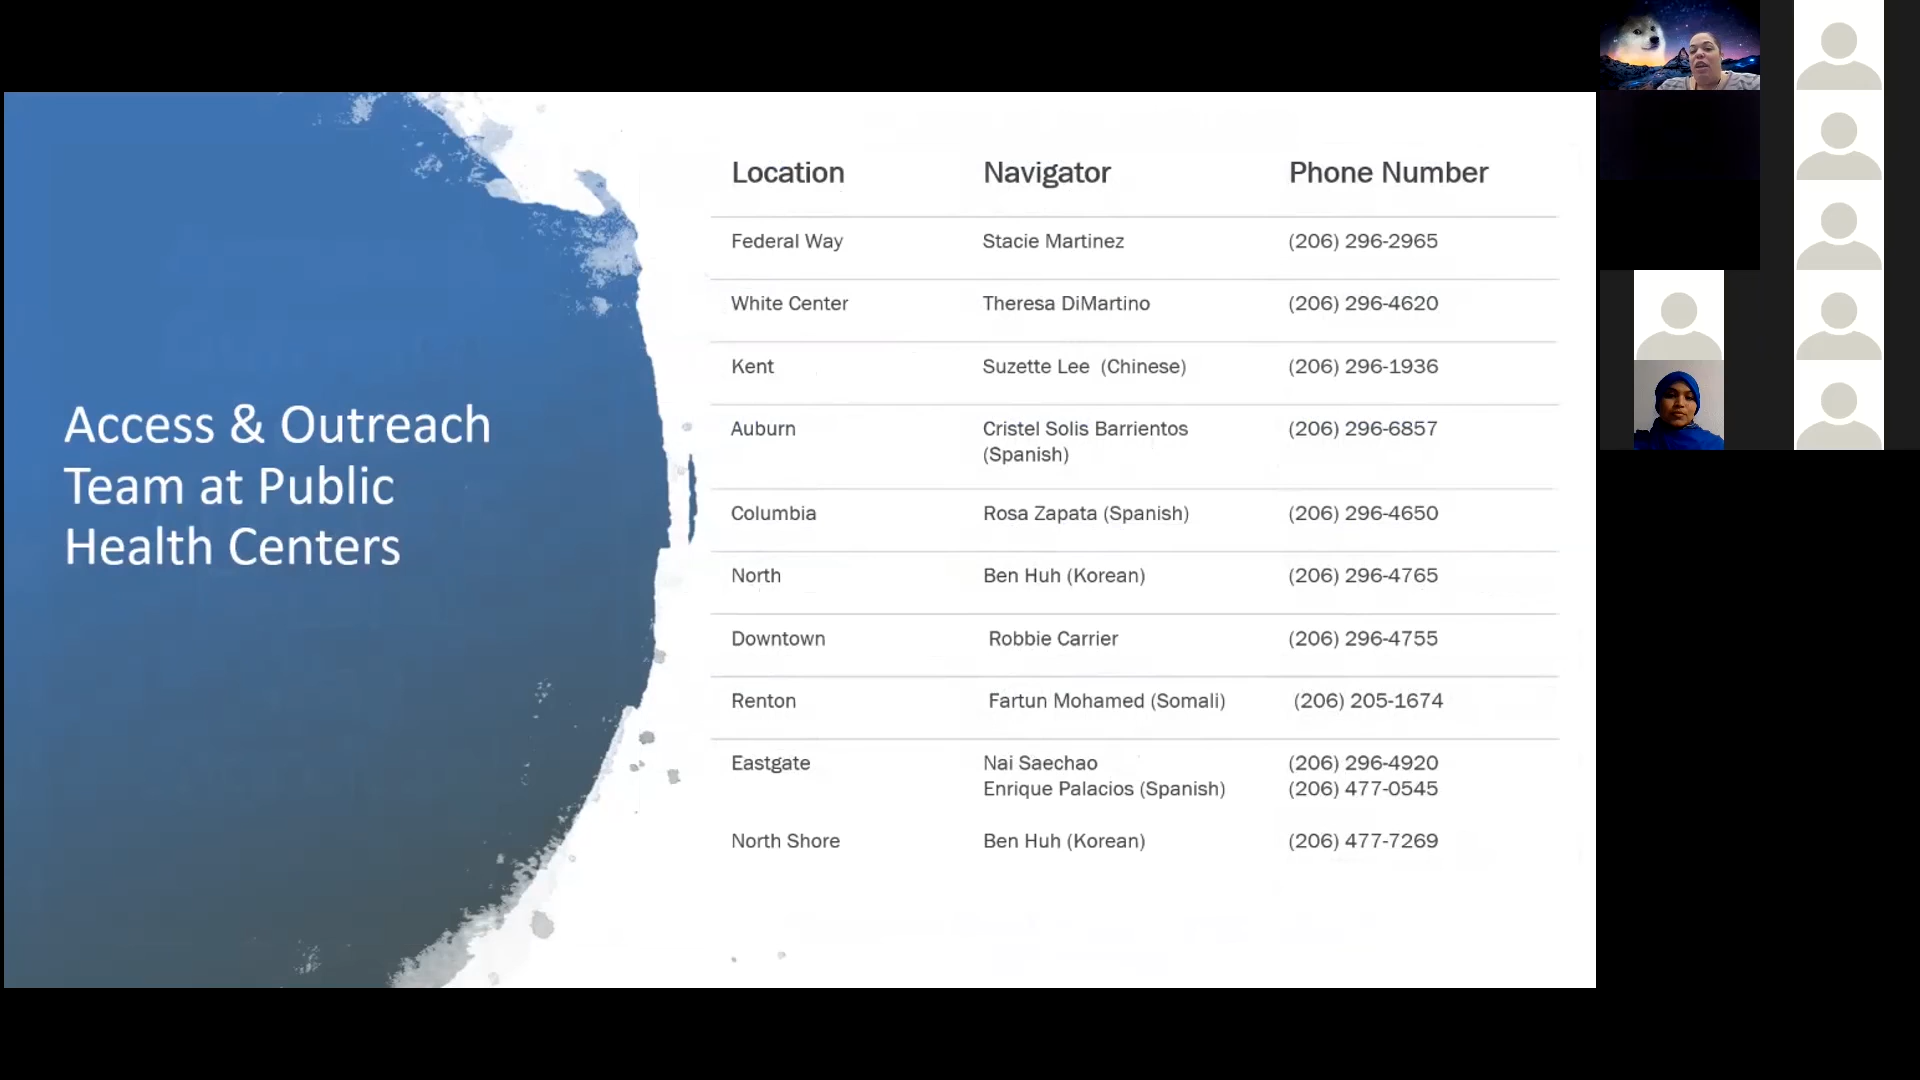 Access & Outreach
Team at Public
Health Centers
Location Navigator Phone Number
Federal Way Stacie Martinez (206) 296-2965
White Center Theresa DiMartino (206) 296-4620
Kent Suzette Lee (Chinese) (206) 296-1936
Auburn Cristel Solis Barrientos (206) 296-6857
(Spanish)
Columbia Rosa Zapata (Spanish) (206) 296-4650
North Ben Huh (Korean) (206) 296-4765
Downtown Robbie Carrier (206) 296-4755
Renton Fartun Mohamed (Somali) (206) 205-1674
Eastgate Nai Saechao (206) 296-4920
Enrique Palacios (Spanish) (206) 477-0545
North Shore Ben Huh (Korean) (206) 477-7269